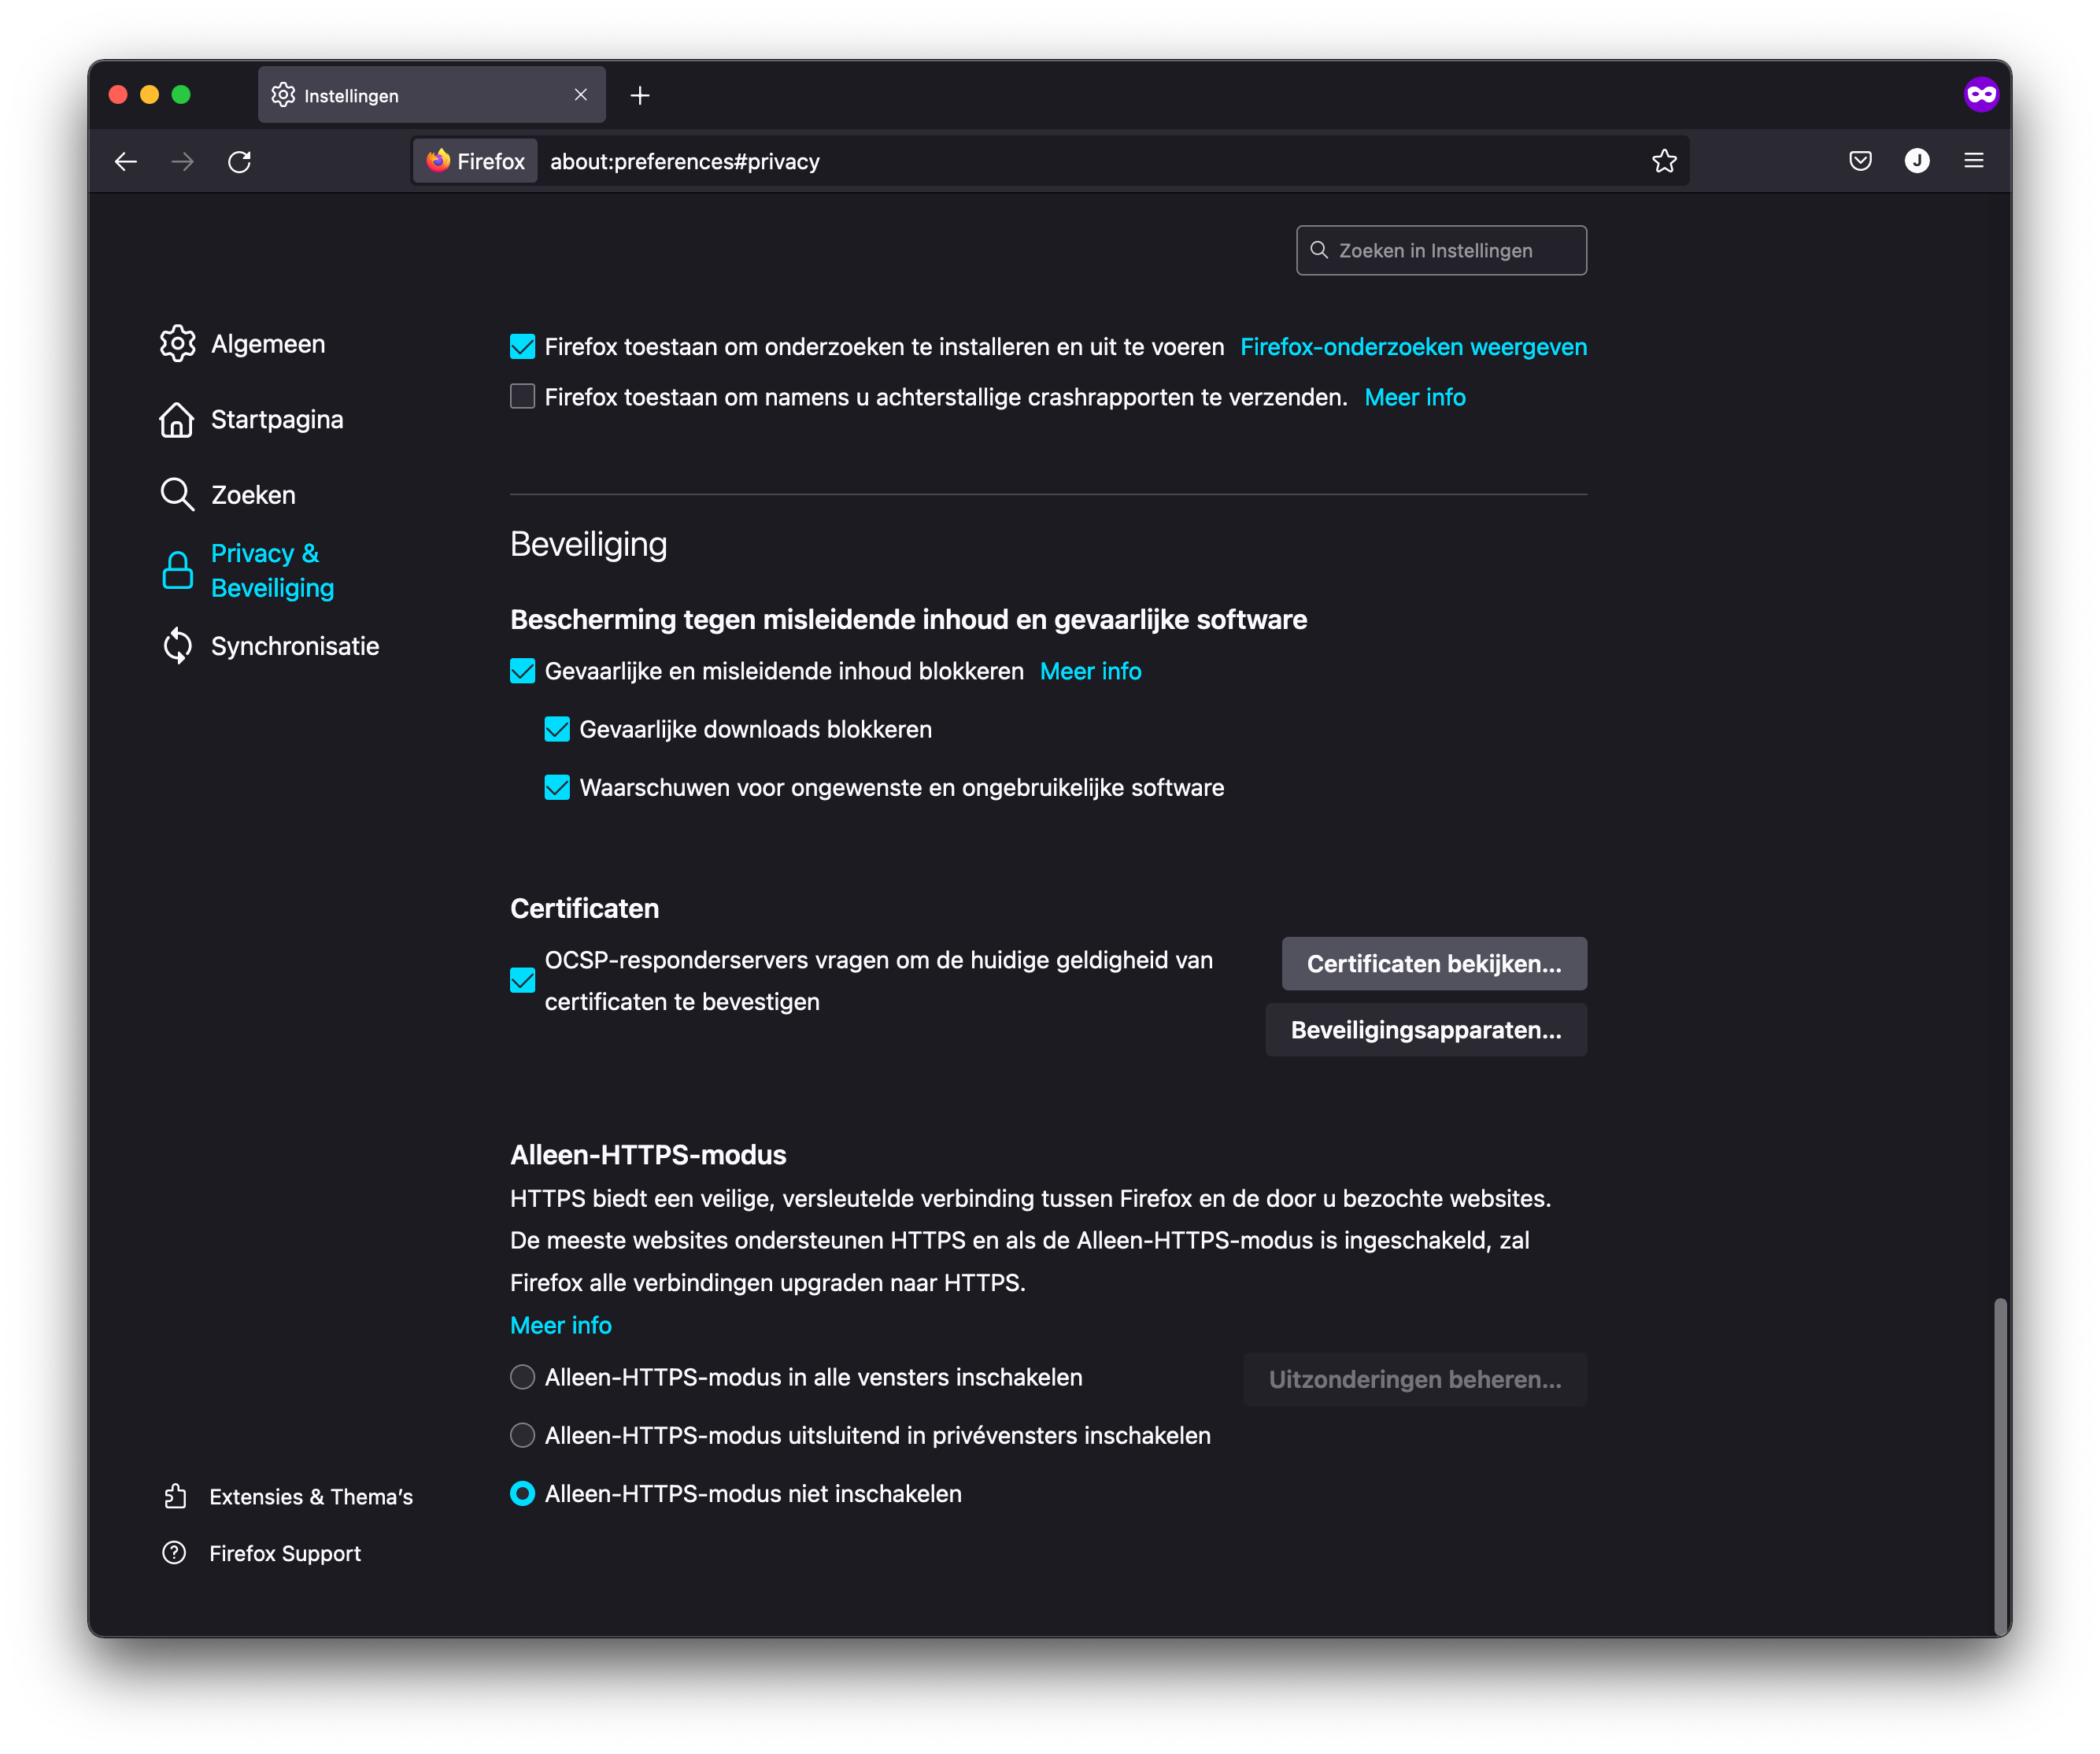 Instellingen
Firefox about:preferences#privacy
J
Zoeken in Instellingen
Algemeen
Startpagina
Zoeken
Privacy &
Beveiliging
Synchronisatie
Extensies & Thema's
Firefox Support
Firefox toestaan om onderzoeken te installeren en uit te voeren Firefox-onderzoeken weergeven
Firefox toestaan om namens u achterstallige crashrapporten te verzenden. Meer info
Beveiliging
Bescherming tegen misleidende inhoud en gevaarlijke software
Gevaarlijke en misleidende inhoud blokkeren Meer info
Gevaarlijke downloads blokkeren
Waarschuwen voor ongewenste en ongebruikelijke software
Certificaten
OCSP-responderservers vragen om de huidige geldigheid van
certificaten te bevestigen
Certificaten bekijken...
Beveiligingsapparaten...
Alleen-HTTPS-modus
HTTPS biedt een veilige, versleutelde verbinding tussen Firefox en de door u bezochte websites.
De meeste websites ondersteunen HTTPS en als de Alleen-HTTPS-modus is ingeschakeld, zal
Firefox alle verbindingen upgraden naar HTTPS.
Meer info
Alleen-HTTPS-modus in alle vensters inschakelen
Uitzonderingen beheren...
Alleen-HTTPS-modus uitsluitend in privévensters inschakelen
Alleen-HTTPS-modus niet inschakelen